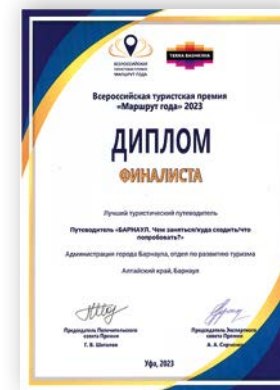 ВСЕРОССИЙСКАЯ
ТУРИСТСКАЯ ПРЕМИЯ
МАРШРУТ ГОДА
TERRA BASHKIRIA
Всероссийская туристская премия
«Маршрут года» 2023
ДИПЛОМ
ФИНАЛИСТА
Лучший туристический путеводитель
Путеводитель «БАРНАУЛ. Чем заняться/куда сходить/что
попробовать?»
Администрация города Барнаула, отдел по развитию туризма
Алтайский край, Барнаул
Председатель Попечительского
совета Премии
Г. В. Шаталов
Председатель Экспертного
совета Премии
А. А.
Уфа, 2023